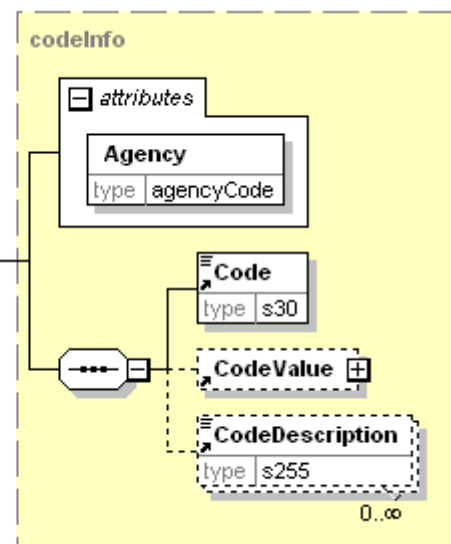 codeInfo
attributes
Agency
type agencyCode
Code
type s30
CodeValue
CodeDescription
type s255
0..∞